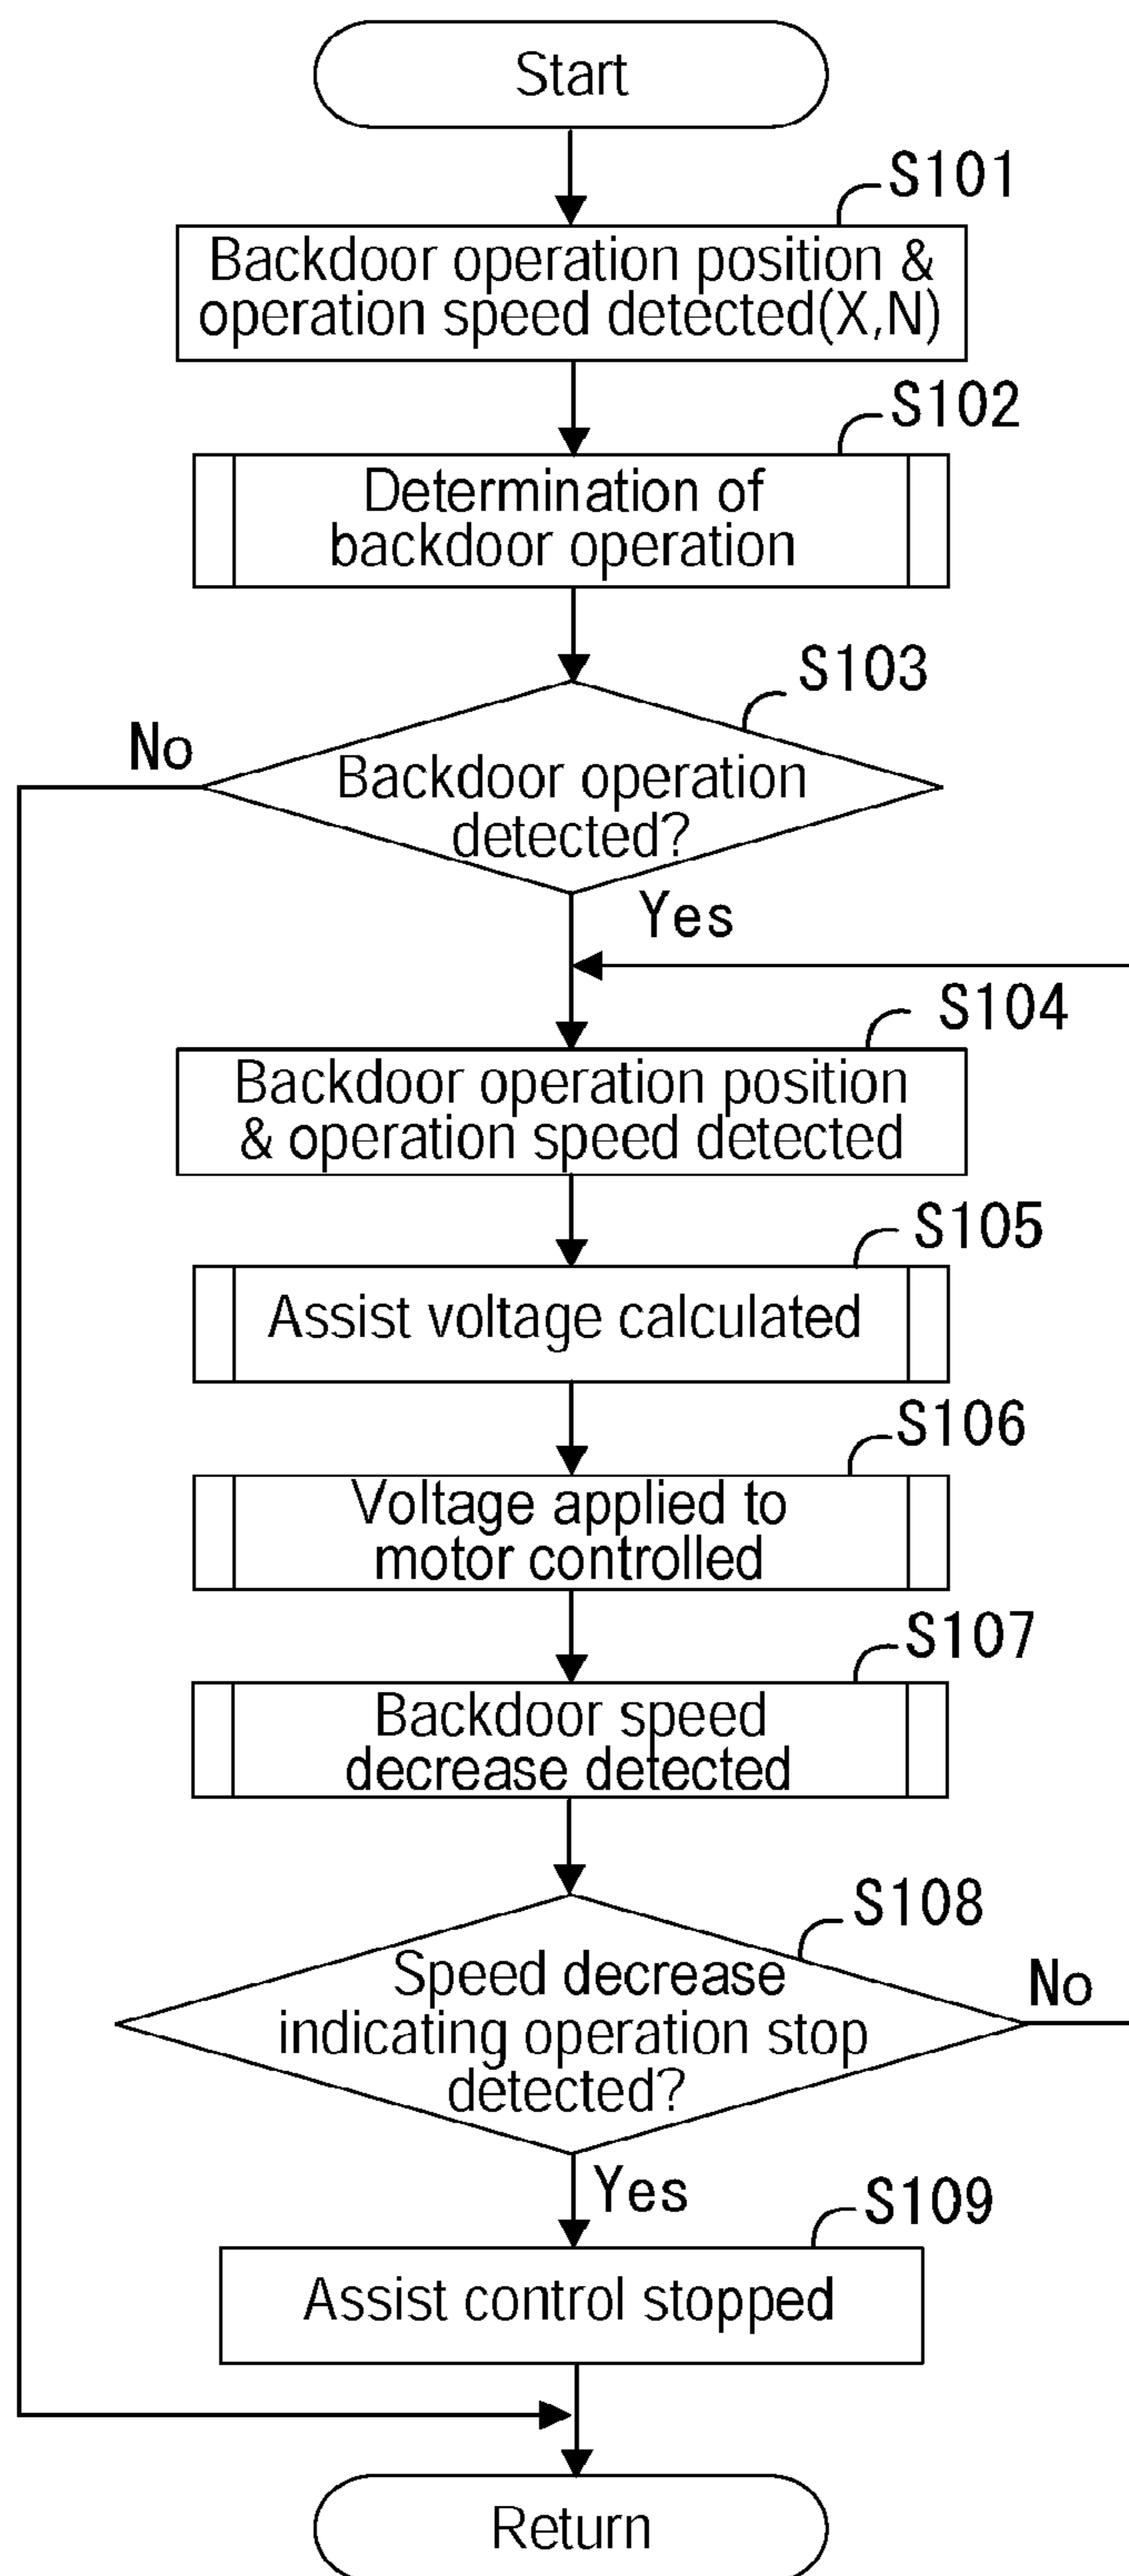 Start
S101
Backdoor operation position &
operation speed detected(X,N)
S102
Determination of
backdoor operation
S103
No
Backdoor operation
detected?
Yes
S104
Backdoor operation position
& operation speed detected
S105
Assist voltage calculated
S106
Voltage applied to
motor controlled
S107
Backdoor speed
decrease detected
S108
Speed decrease
indicating operation stop
detected?
No
Yes
S109
Assist control stopped
Return